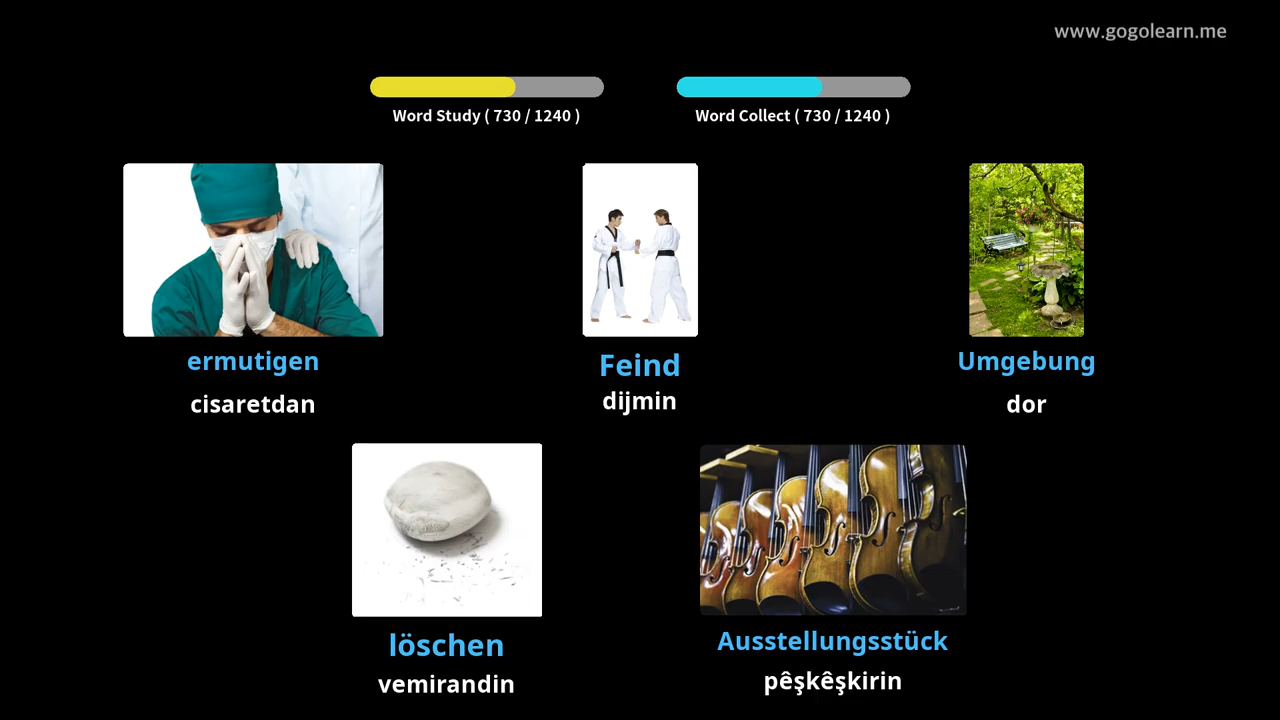 www.gogolearn.me
Word Study ( 730 / 1240 )
Word Collect ( 730 / 1240 )
ermutigen
cisaretdan
Feind
dijmin
Umgebung
dor
löschen
vemirandin
Ausstellungsstück
pêşkêşkirin